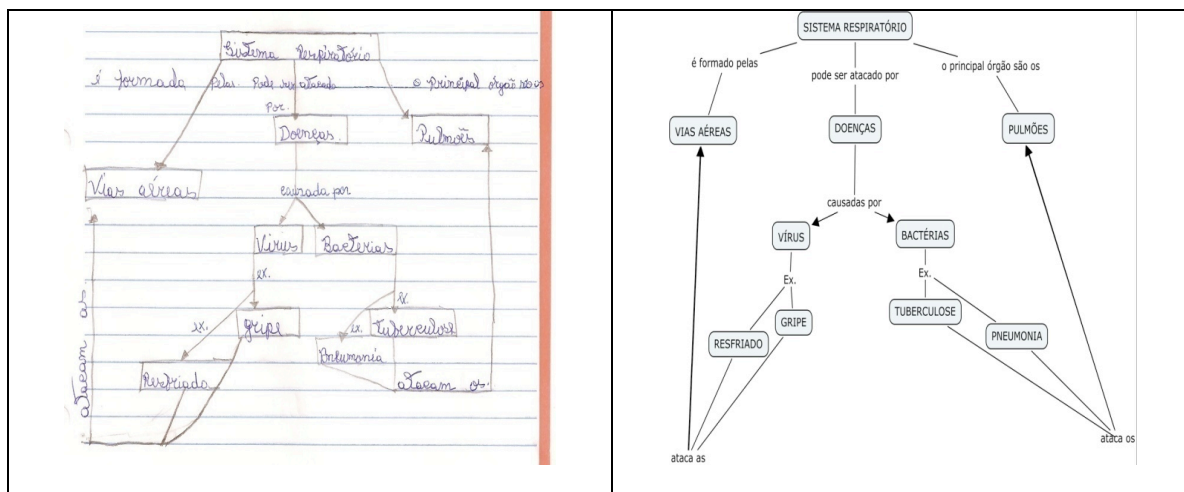 Sistema Respiratório
é formada pelas Pode ser atacado o principal órgão são os
por.
Doenças Pulmões
Vias aéreas causada por
Vírus Bactérias
ex.
ex.
ex. gripe ex. tuberculose
Pneumonia
Resfriado atacam os
atacam as
SISTEMA RESPIRATÓRIO
é formado pelas
o principal órgão são os
pode ser atacado por
VIAS AÉREAS DOENÇAS PULMÕES
causadas por
VÍRUS BACTÉRIAS
Ex. Ex.
TUBERCULOSE
GRIPE
PNEUMONIA
RESFRIADO
ataca os
ataca as